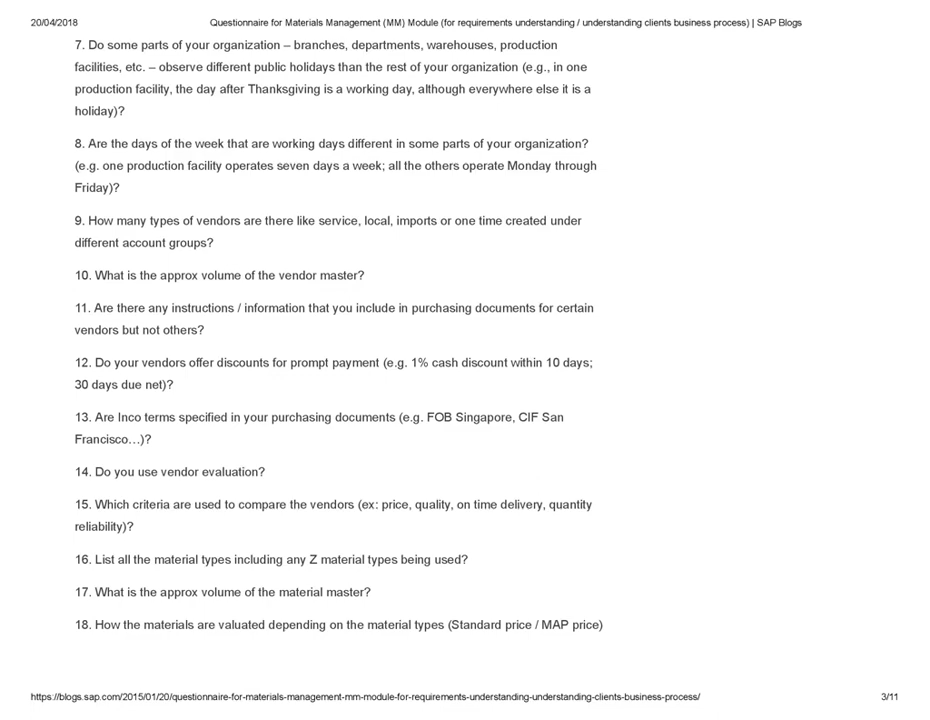 20/04/2018 Questionnaire for Materials Management (MM) Module (for requirements understanding / understanding clients business process) | SAP Blogs
7. Do some parts of your organization – branches, departments, warehouses, production
facilities, etc. – observe different public holidays than the rest of your organization (e.g., in one
production facility, the day after Thanksgiving is a working day, although everywhere else it is a
holiday)?
8. Are the days of the week that are working days different in some parts of your organization?
(e.g. one production facility operates seven days a week; all the others operate Monday through
Friday)?
9. How many types of vendors are there like service, local, imports or one time created under
different account groups?
10. What is the approx volume of the vendor master?
11. Are there any instructions / information that you include in purchasing documents for certain
vendors but not others?
12. Do your vendors offer discounts for prompt payment (e.g. 1% cash discount within 10 days;
30 days due net)?
13. Are Inco terms specified in your purchasing documents (e.g. FOB Singapore, CIF San
Francisco…)?
14. Do you use vendor evaluation?
15. Which criteria are used to compare the vendors (ex: price, quality, on time delivery, quantity
reliability)?
16. List all the material types including any Z material types being used?
17. What is the approx volume of the material master?
18. How the materials are valuated depending on the material types (Standard price / MAP price)
https://blogs.sap.com/2015/01/20/questionnaire-for-materials-management-mm-module-for-requirements-understanding-understanding-clients-business-process/ 3/11